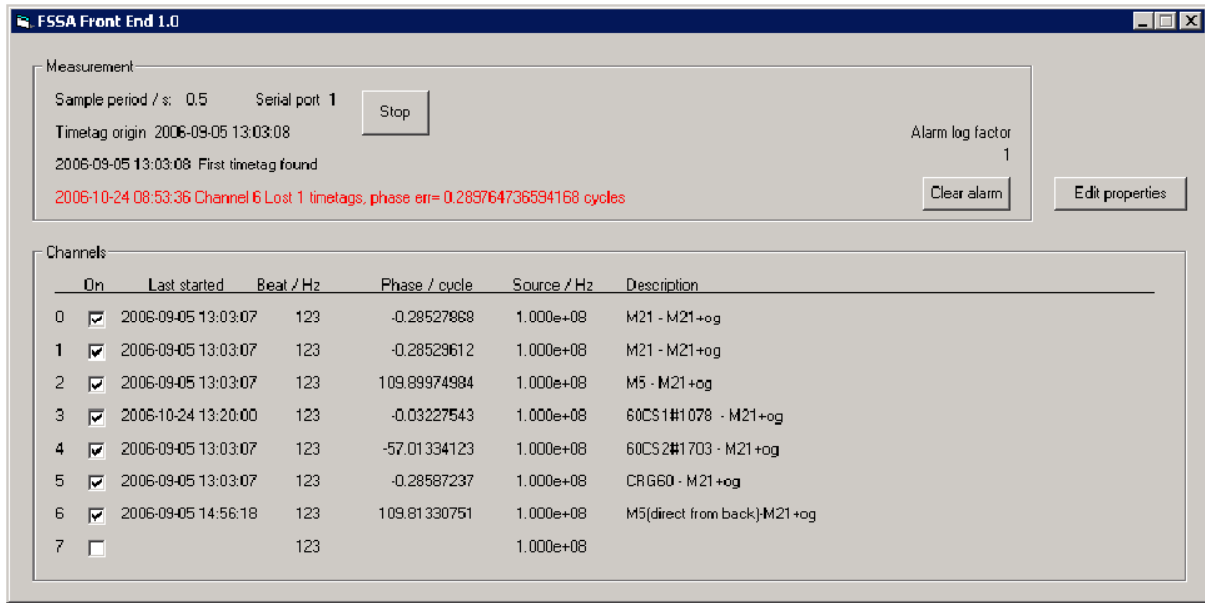 FSSA Front End 1.0
Measurement
Sample period / s: 0.5 Serial port 1 Stop
Timetag origin 2006-09-05 13:03:08 Alarm log factor
1
2006-09-05 13:03:08 First timetag found
2006-10-24 08:53:36 Channel 6 Lost 1 timetags, phase err= 0.289764736594168 cycles Clear alarm Edit properties
Channels
On Last started Beat / Hz Phase / cycle Source / Hz Description
0 2006-09-05 13:03:07 123 -0.28527868 1.000e+08 M21 - M21+og
1 2006-09-05 13:03:07 123 -0.28529612 1.000e+08 M21 - M21+og
2 2006-09-05 13:03:07 123 109.89974984 1.000e+08 M5 - M21+og
3 2006-10-24 13:20:00 123 -0.03227543 1.000e+08 60CS1#1078 - M21+og
4 2006-09-05 13:03:07 123 -57.01334123 1.000e+08 60CS2#1703 - M21+og
5 2006-09-05 13:03:07 123 -0.28587237 1.000e+08 CRG60 - M21+og
6 2006-09-05 14:56:18 123 109.81330751 1.000e+08 M5(direct from back)-M21+og
7 123 1.000e+08